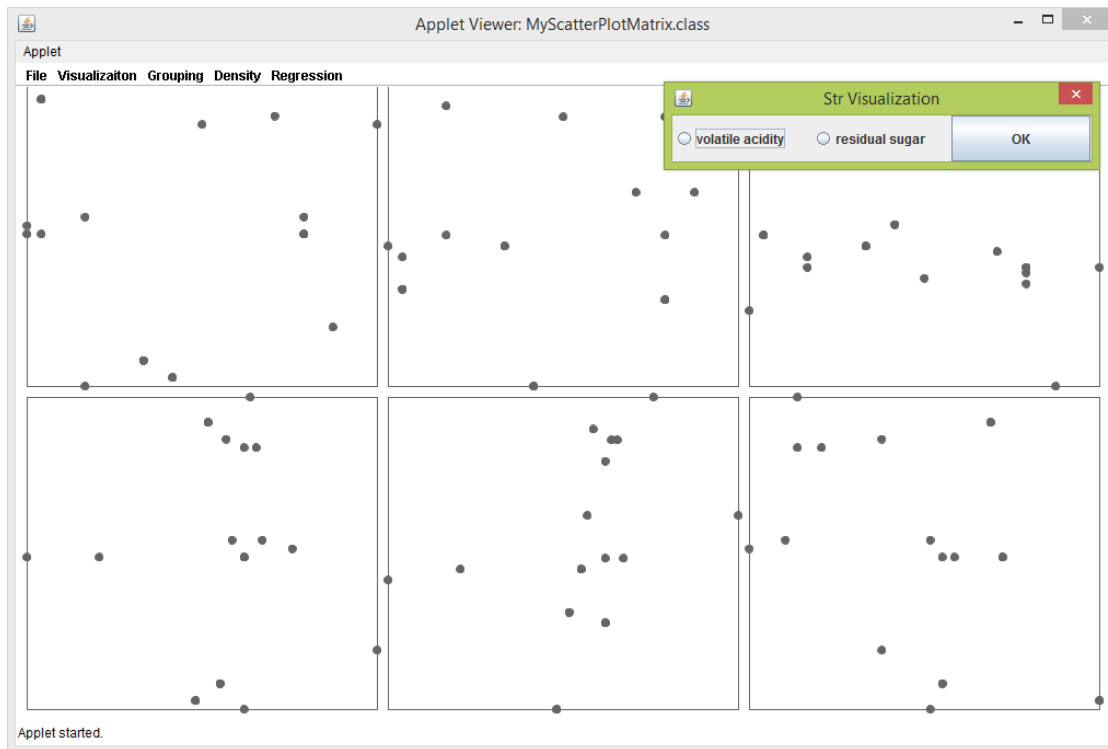 Applet Viewer: MyScatterPlotMatrix.class
Applet
File Visualizaiton Grouping Density Regression
Str Visualization
volatile acidity residual sugar OK
Applet started.